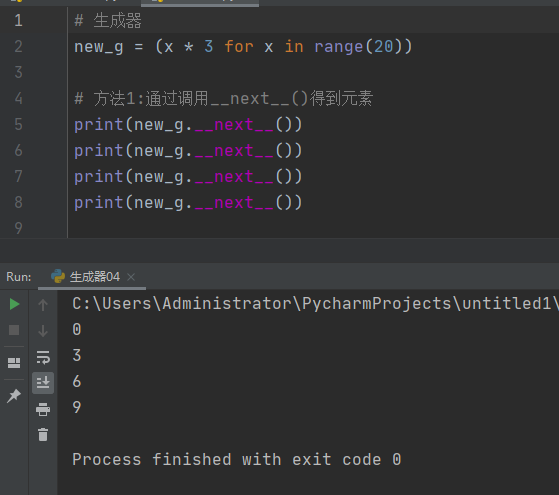 1 # 生成器
2 new_g = (x * 3 for x in range(20))
3
4 # 方法1:通过调用__next__()得到元素
5 print(new_g.__next__())
6 print(new_g.__next__())
7 print(new_g.__next__())
8 print(new_g.__next__())
9
Run: 生成器04 ×
C:\Users\Administrator\PycharmProjects\untitled1\
0
3
6
9
Process finished with exit code 0